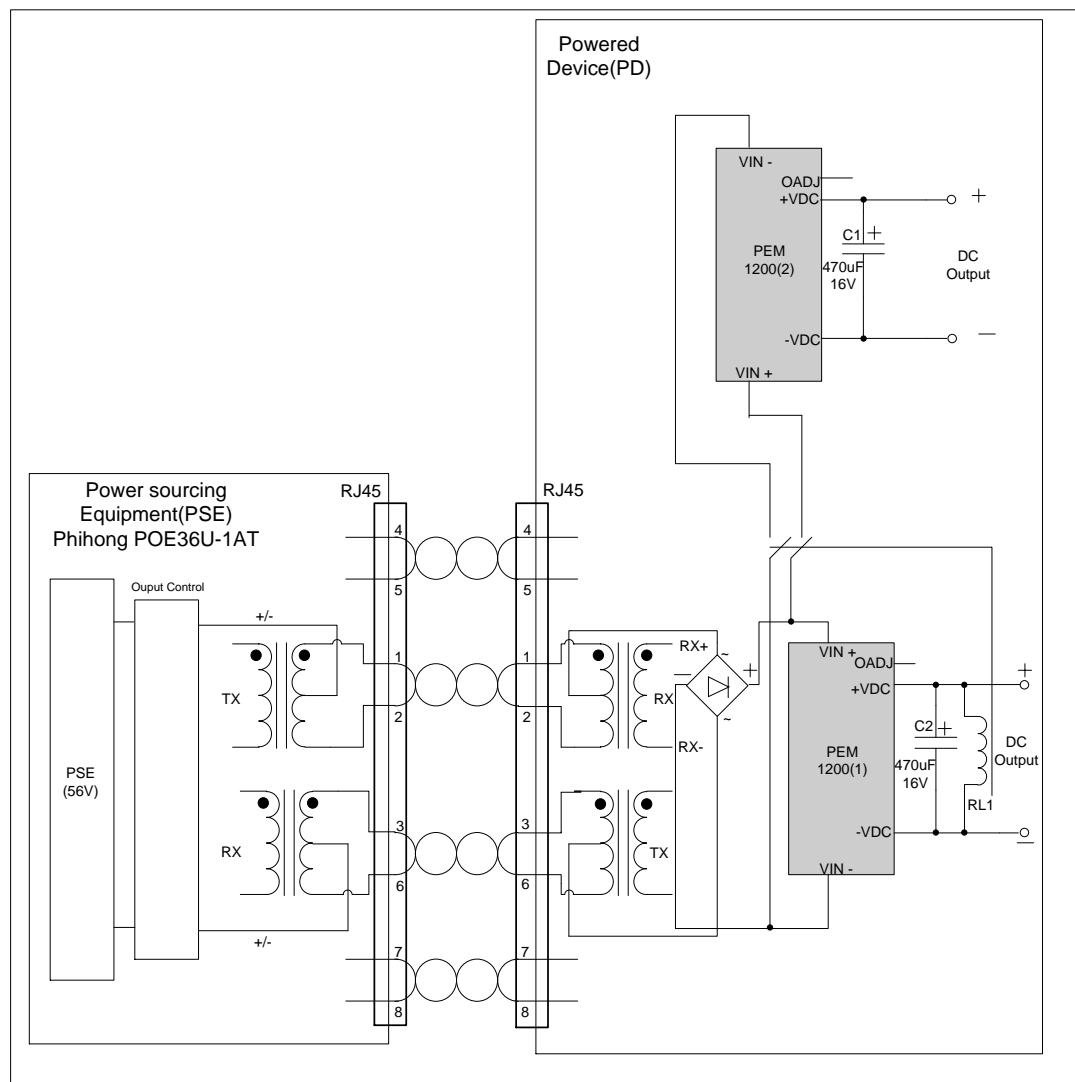 Powered
Device(PD)
VIN -
OADJ
+VDC
+
C1
+
PEM
1200(2)
470uF
16V
DC
Output
-VDC
—
VIN +
Power sourcing
Equipment(PSE)
Phihong POE36U-1AT
RJ45
RJ45
4
4
5
5
Ouput Control
+/-
1
1
2
2
TX
RX+
~
RX
—
+
RX-
~
VIN +
OADJ
+VDC
+
C2
+
PEM
1200(1)
470uF
16V
DC
Output
RL1
-VDC
—
VIN -
PSE
(56V)
RX
3
3
TX
6
6
+/-
7
7
8
8